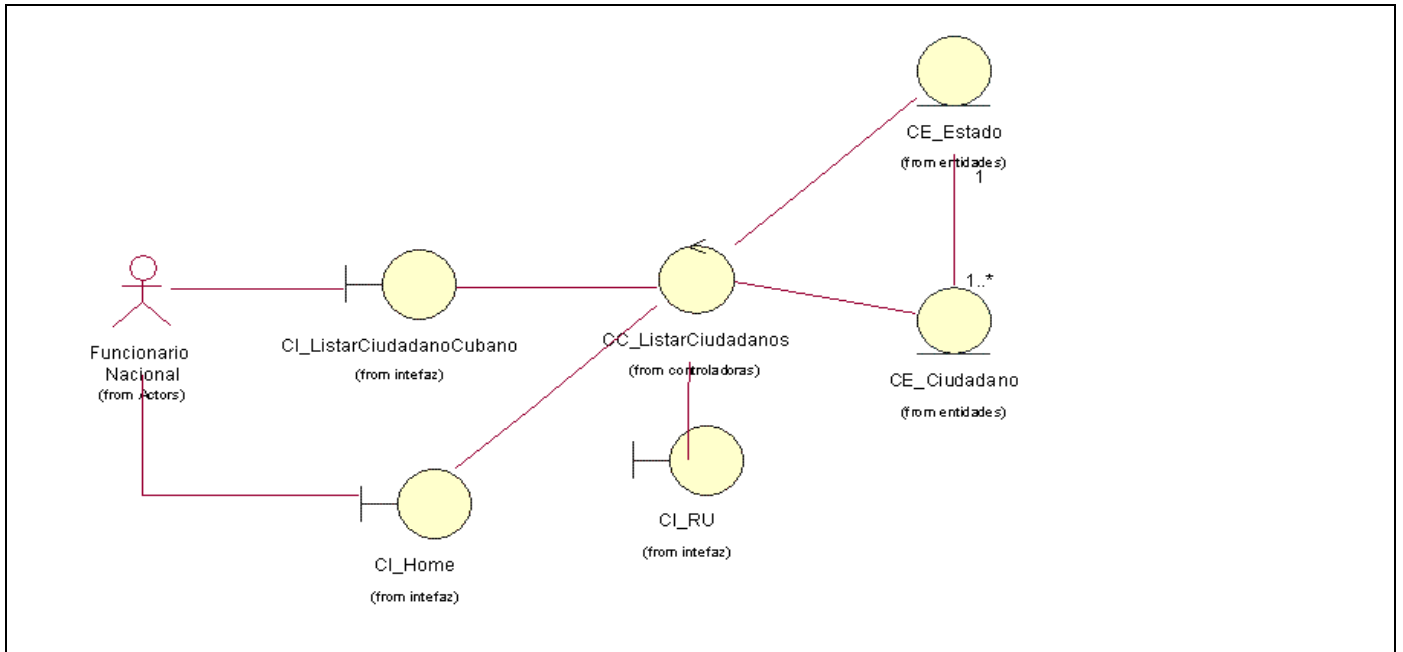 CE_Estado
(from entidades)
1
1..*
CE_Ciudadano
(from entidades)
Funcionario
Nacional
(from Actors)
CI_ListarCiudadanoCubano
(from intefaz)
CC_ListarCiudadanos
(from controladoras)
CI_RU
(from intefaz)
CI_Home
(from intefaz)